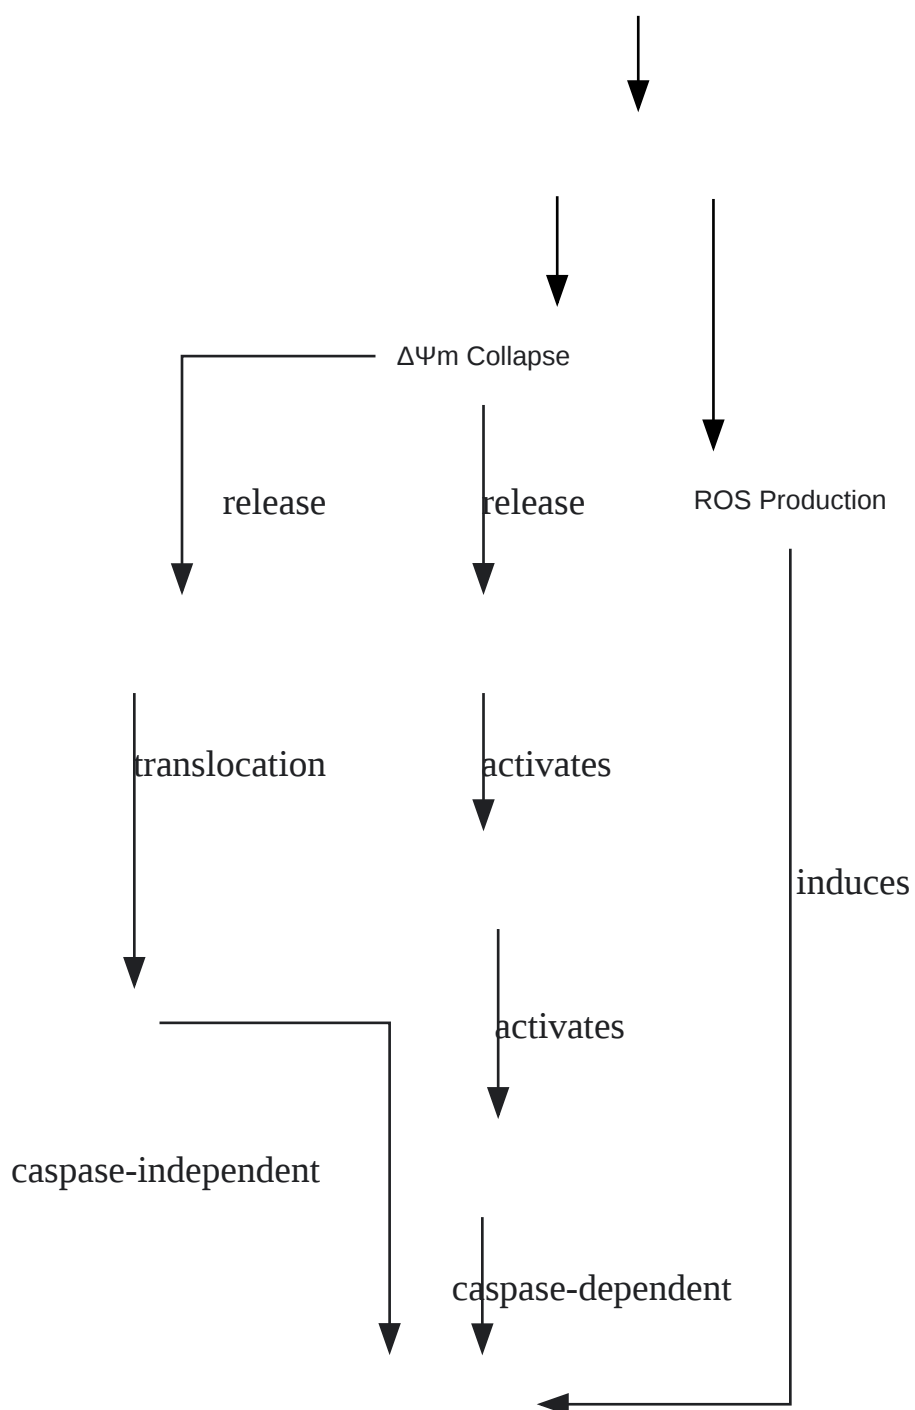 ΔΨm Collapse
release
release
ROS Production
translocation
activates
induces
activates
caspase-independent
caspase-dependent